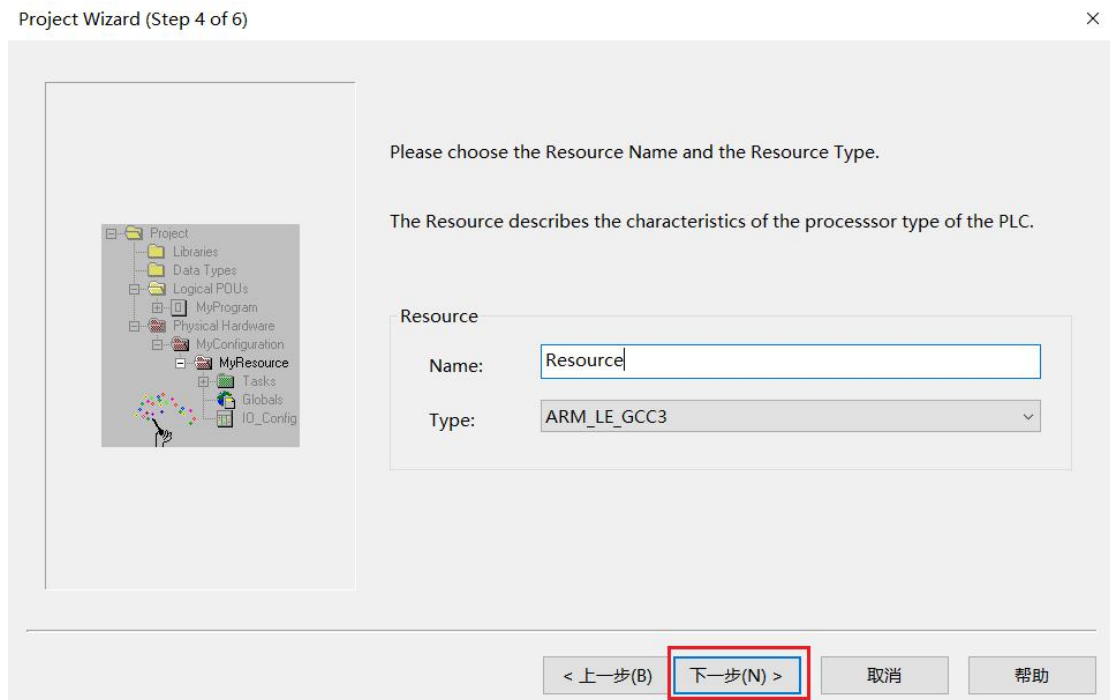 Project Wizard (Step 4 of 6)
Please choose the Resource Name and the Resource Type.
The Resource describes the characteristics of the processsor type of the PLC.
Project
Libraries
Data Types
Logical POUs
MyProgram
Physical Hardware
MyConfiguration
MyResource
Tasks
Globals
IO_Config
Resource
Name:
Resource
Type:
ARM_LE_GCC3
< 上一步(B)
下一步(N) >
取消
帮助